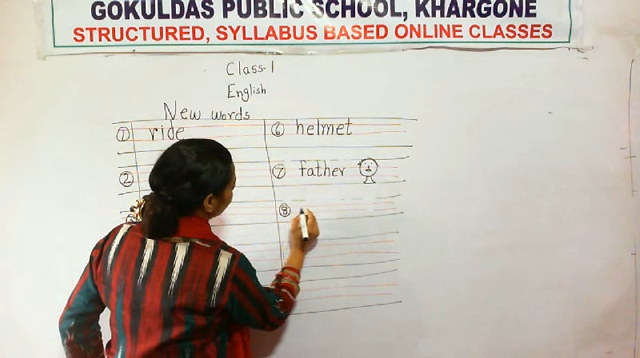 GOKULDAS PUBLIC SCHOOL, KHARGONE
STRUCTURED, SYLLABUS BASED ONLINE CLASSES
Class-1
English
New words
① ride
②
⑥ helmet
⑦ father
⑧